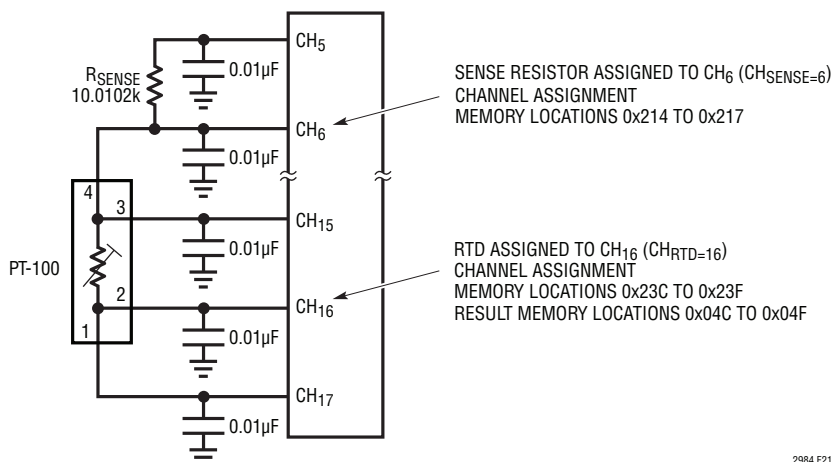 CH5
RSENSE
10.0102k
0.01µF
SENSE RESISTOR ASSIGNED TO CH6 (CHSENSE=6)
CHANNEL ASSIGNMENT
MEMORY LOCATIONS 0x214 TO 0x217
CH6
0.01µF
4
3
CH15
PT-100
0.01µF
RTD ASSIGNED TO CH16 (CHRTD=16)
CHANNEL ASSIGNMENT
MEMORY LOCATIONS 0x23C TO 0x23F
RESULT MEMORY LOCATIONS 0x04C TO 0x04F
2
1
CH16
0.01µF
CH17
0.01µF
2984 F21